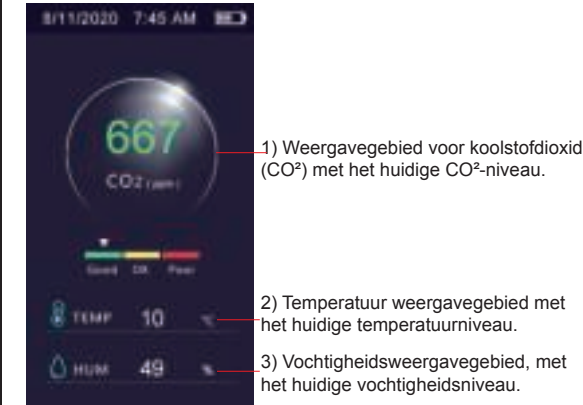 8/11/2020 7:45 AM
667
CO2 (ppm)
Good OK Poor
TEMP 10 °C
HUM 49 %
1) Weergavegebied voor koolstofdioxid
(CO²) met het huidige CO²-niveau.
2) Temperatuur weergavegebied met
het huidige temperatuurniveau.
3) Vochtigheidsweergavegebied, met
het huidige vochtigheidsniveau.